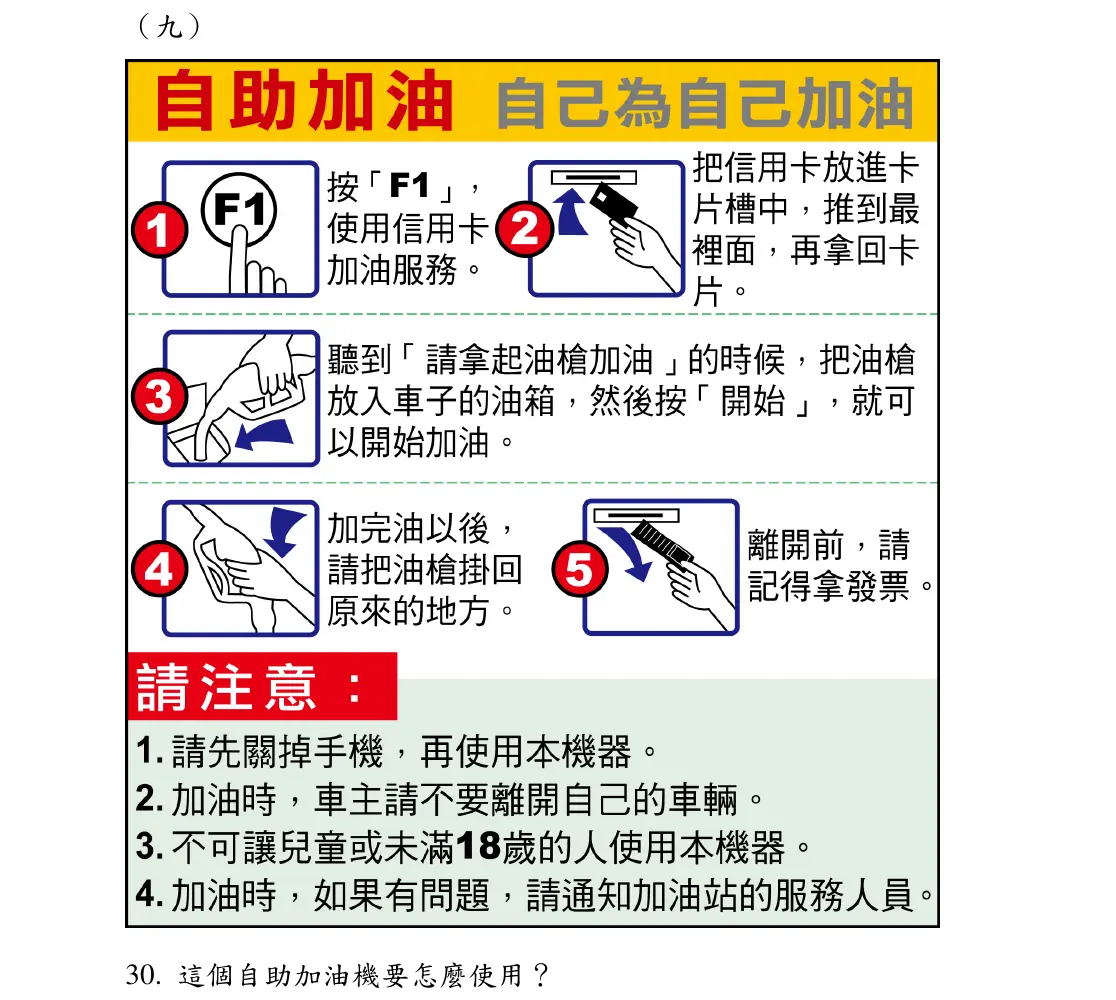 （九）
自助加油 自己為自己加油
1
F1
按「F1」，
使用信用卡
加油服務。
2
把信用卡放進卡
片槽中，推到最
裡面，再拿回卡
片。
3
聽到「請拿起油槍加油」的時候，把油槍
放入車子的油箱，然後按「開始」，就可
以開始加油。
4
加完油以後，
請把油槍掛回
原來的地方。
5
離開前，請
記得拿發票。
請注意：
1. 請先關掉手機，再使用本機器。
2. 加油時，車主請不要離開自己的車輛。
3. 不可讓兒童或未滿18歲的人使用本機器。
4. 加油時，如果有問題，請通知加油站的服務人員。
30. 這個自助加油機要怎麼使用？